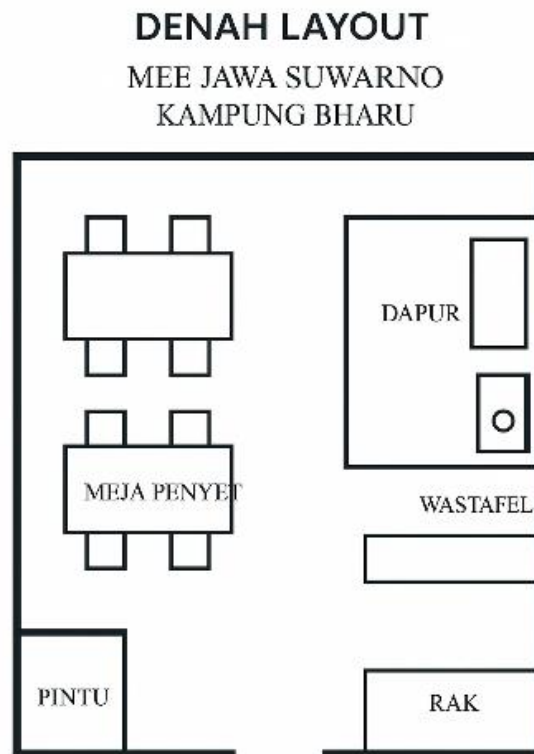 DENAH LAYOUT
MEE JAWA SUWARNO
KAMPUNG BHARU
DAPUR
MEJA PENYET
WASTAFEL
PINTU
RAK